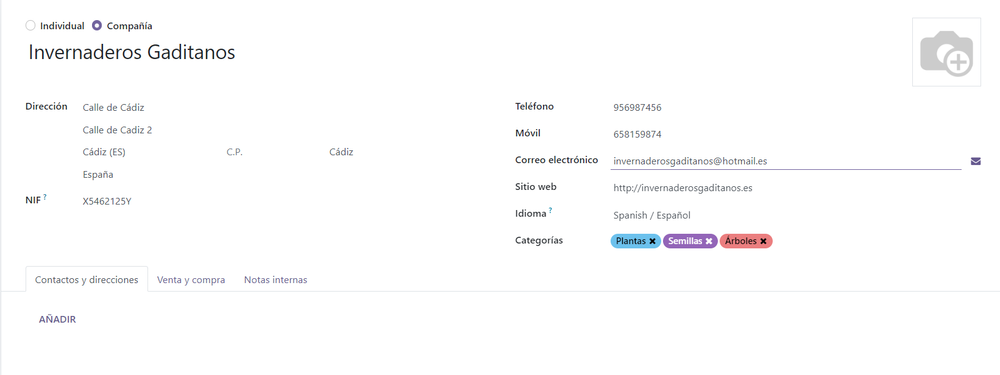 Individual Compañía
Invernaderos Gaditanos
Dirección
Calle de Cádiz
Calle de Cadiz 2
Cádiz (ES) C.P. Cádiz
España
NIF ? X5462125Y
Teléfono 956987456
Móvil 658159874
Correo electrónico invernaderosgaditanos@hotmail.es
Sitio web http://invernaderosgaditanos.es
Idioma ? Spanish / Español
Categorías Plantas ✖ Semillas ✖ Árboles ✖
Contactos y direcciones Venta y compra Notas internas
AÑADIR